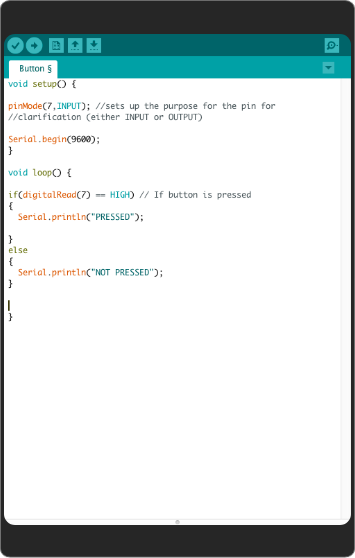 Button §
void setup() {
pinMode(7,INPUT); //sets up the purpose for the pin for
//clarification (either INPUT or OUTPUT)
Serial.begin(9600);
}
void loop() {
if(digitalRead(7) == HIGH) // If button is pressed
{
Serial.println("PRESSED");
}
else
{
Serial.println("NOT PRESSED");
}
}